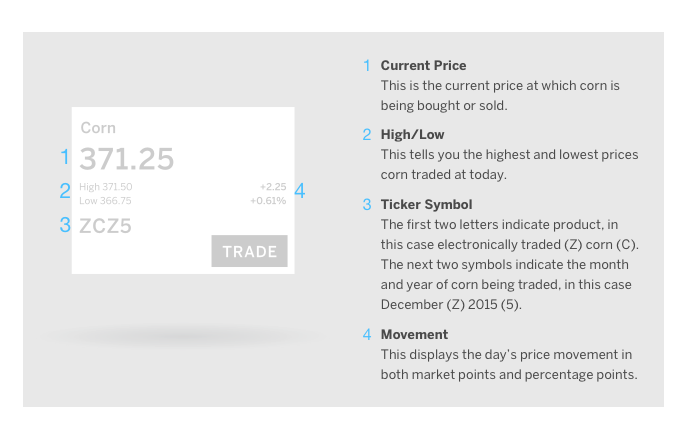 Corn
1 371.25
2 High 371.50 +2.25 4
Low 366.75 +0.61%
3 ZCZ5
TRADE
1 Current Price
This is the current price at which corn is
being bought or sold.
2 High/Low
This tells you the highest and lowest prices
corn traded at today.
3 Ticker Symbol
The first two letters indicate product, in
this case electronically traded (Z) corn (C).
The next two symbols indicate the month
and year of corn being traded, in this case
December (Z) 2015 (5).
4 Movement
This displays the day's price movement in
both market points and percentage points.